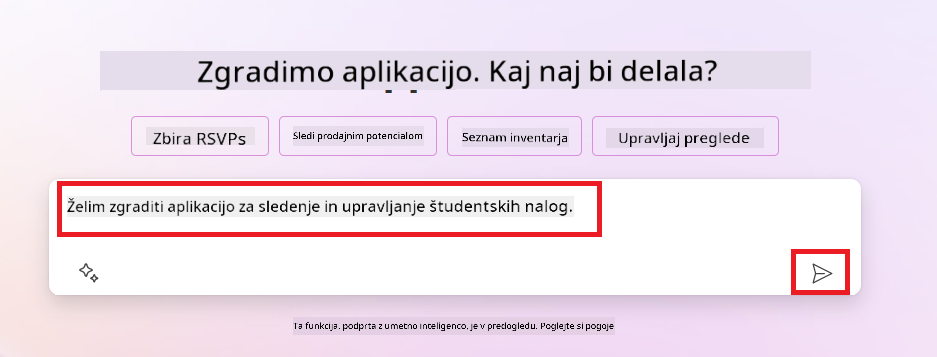 Zgradimo aplikacijo. Kaj naj bi delala?
Zbira RSVPs
Sledi prodajnim potencialom
Seznam inventarja
Upravljaj preglede
Želim zgraditi aplikacijo za sledenje in upravljanje študentskih nalog.
Ta funkcija, podprta z umetno inteligenco, je v predogledu. Poglejte si pogoje